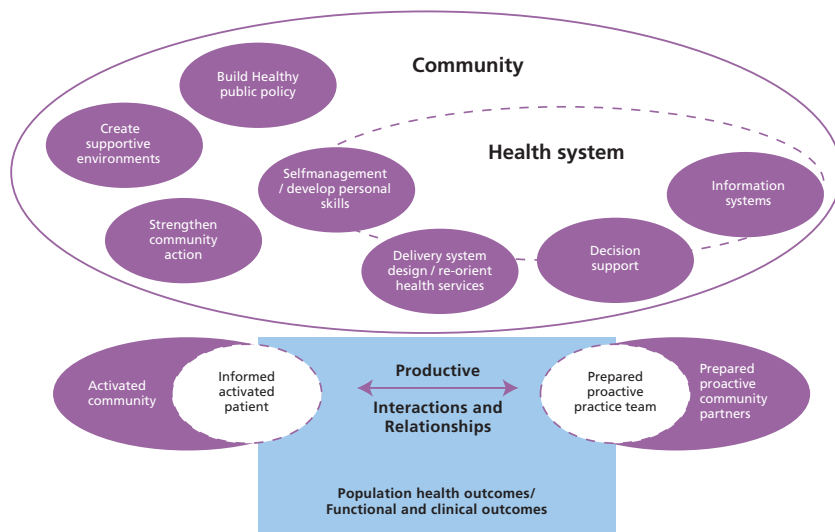 Community
Build Healthy
public policy
Create
supportive
environments
Health system
Selfmanagement
/ develop personal
skills
Information
systems
Strengthen
community
action
Delivery system
design / re-orient
health services
Decision
support
Activated
community
Informed
activated
patient
Productive
Interactions and
Relationships
Prepared
proactive
practice team
Prepared
proactive
community
partners
Population health outcomes/
Functional and clinical outcomes